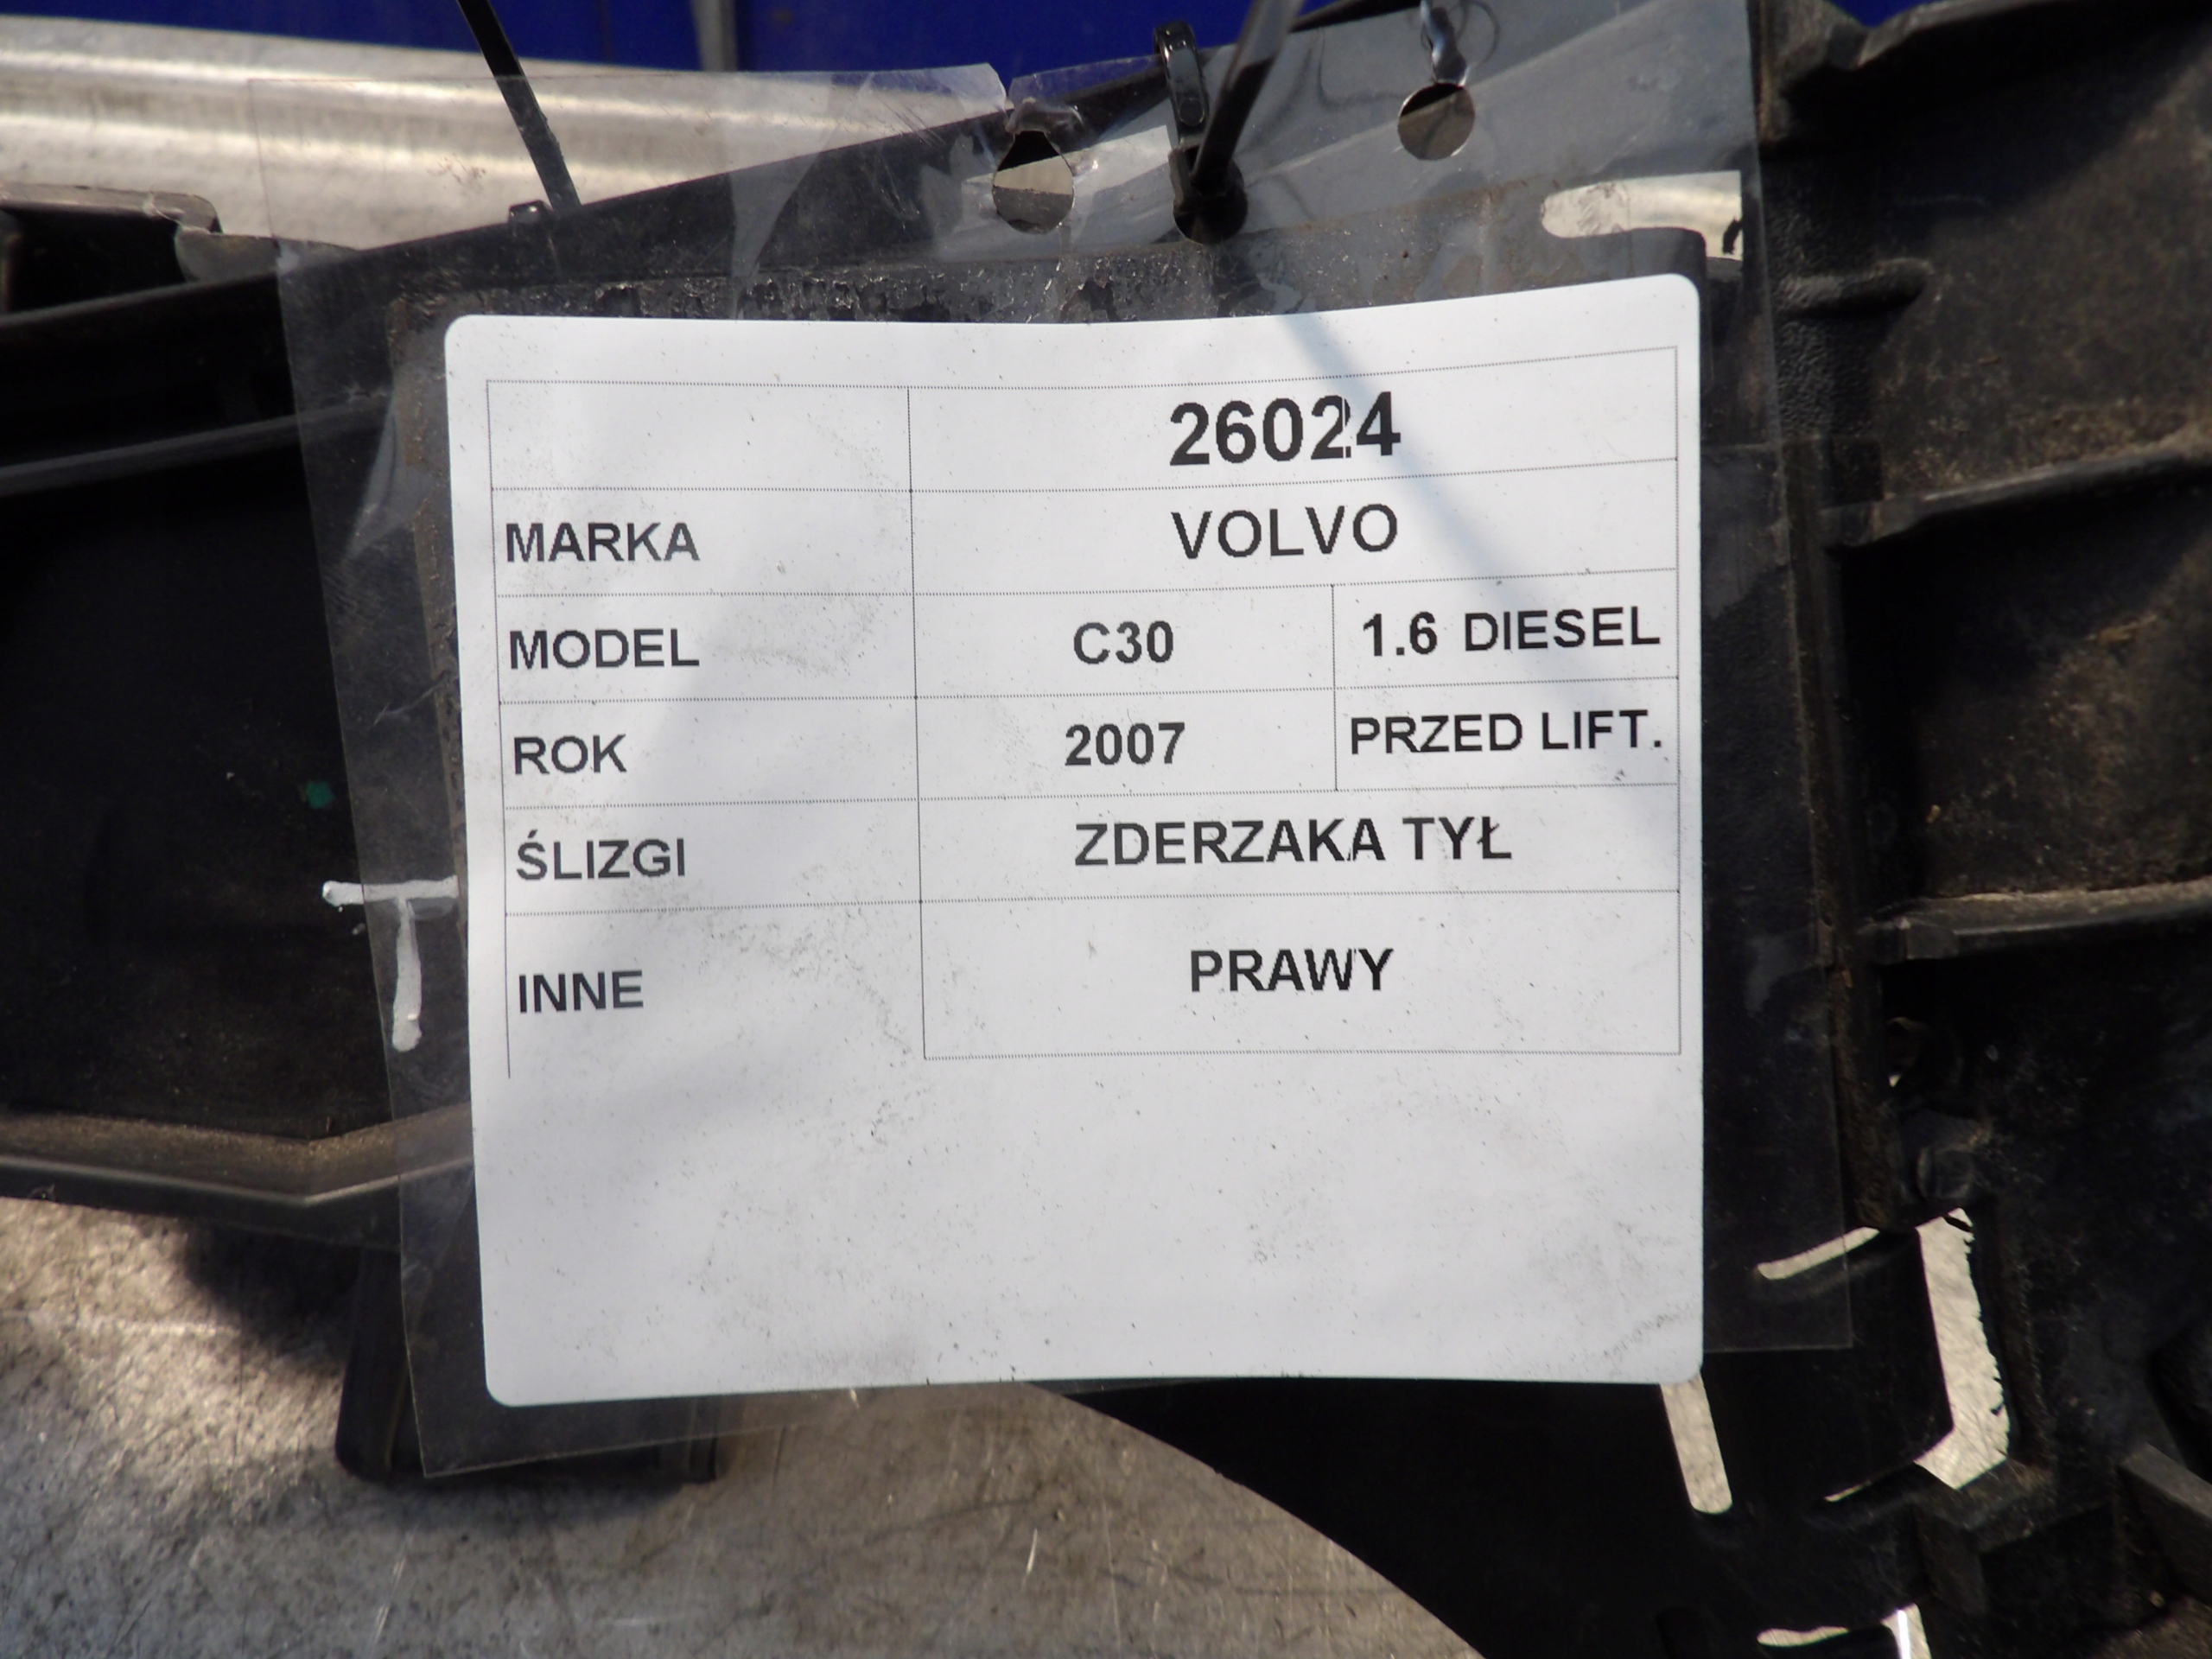 26024
MARKA VOLVO
MODEL C30 1.6 DIESEL
ROK 2007 PRZED LIFT.
ŚLIZGI ZDERZAKA TYŁ
INNE PRAWY
T